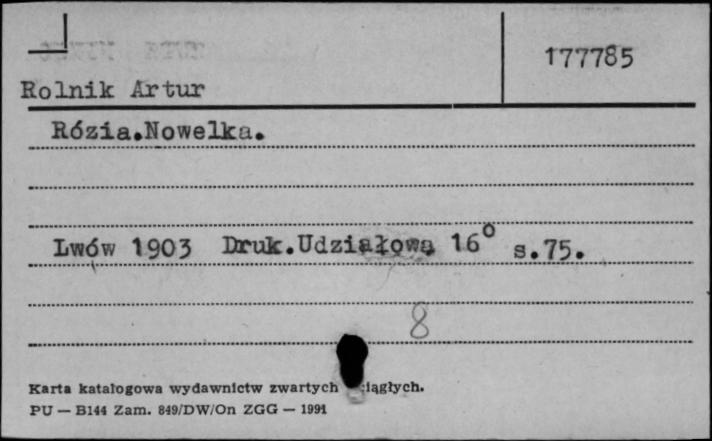 177785
Rolnik Artur
Rózia.Nowelka.
Lwów 1903 Druk.Udziałowa 16° s.75.
8
Karta katalogowa wydawnictw zwartych ciągłych.
PU — B144 Zam. 849/DW/On ZGG — 1991